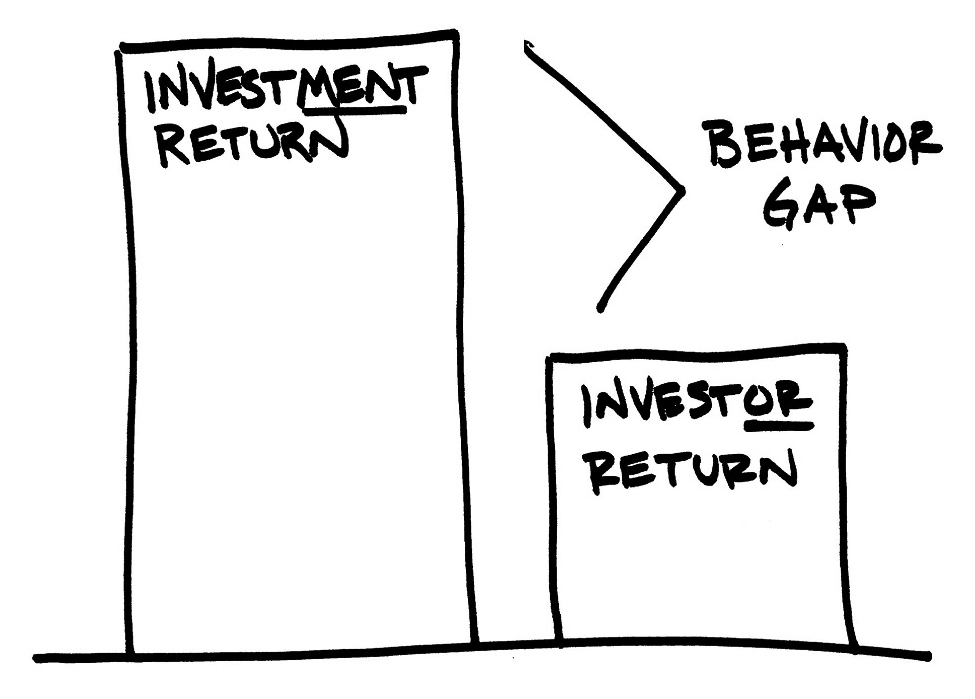 INVESTMENT
RETURN
BEHAVIOR
GAP
INVESTOR
RETURN